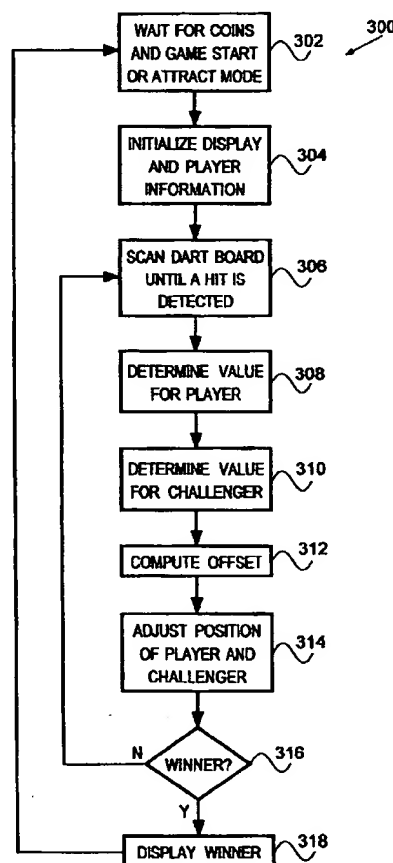 WAIT FOR COINS
AND GAME START
OR ATTRACT MODE
302
300
INITIALIZE DISPLAY
AND PLAYER
INFORMATION
304
SCAN DART BOARD
UNTIL A HIT IS
DETECTED
306
DETERMINE VALUE
FOR PLAYER
308
DETERMINE VALUE
FOR CHALLENGER
310
COMPUTE OFFSET
312
ADJUST POSITION
OF PLAYER AND
CHALLENGER
314
N
WINNER?
316
Y
DISPLAY WINNER
318